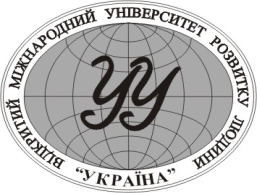 ВІДКРИТИЙ МІЖНАРОДНИЙ УНІВЕРСИТЕТ РОЗВИТКУ ЛЮДИНИ
УУ
“УКРАЇНА”